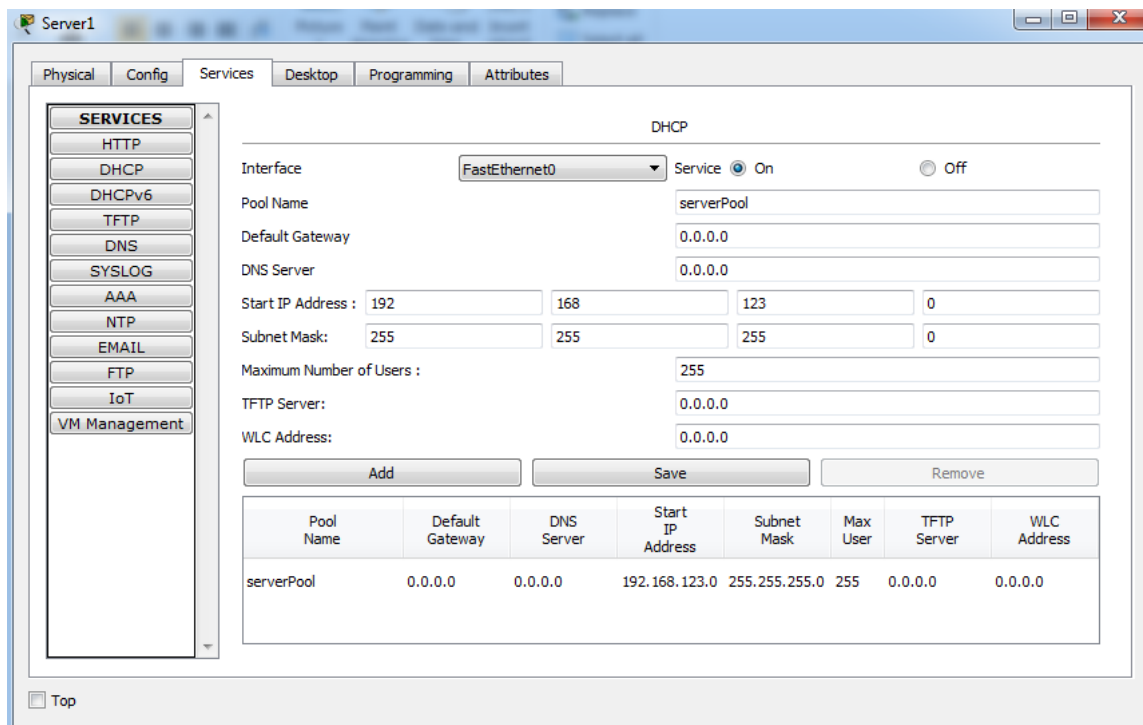 Server1
Physical Config Services Desktop Programming Attributes
SERVICES
HTTP
DHCP
DHCPv6
TFTP
DNS
SYSLOG
AAA
NTP
EMAIL
FTP
IoT
VM Management
DHCP
Interface FastEthernet0 Service On Off
Pool Name serverPool
Default Gateway 0.0.0.0
DNS Server 0.0.0.0
Start IP Address : 192 168 123 0
Subnet Mask: 255 255 255 0
Maximum Number of Users : 255
TFTP Server: 0.0.0.0
WLC Address: 0.0.0.0
Add Save Remove
Pool Name Default Gateway DNS Server Start IP Address Subnet Mask Max User TFTP Server WLC Address
serverPool 0.0.0.0 0.0.0.0 192.168.123.0 255.255.255.0 255 0.0.0.0 0.0.0.0
Top